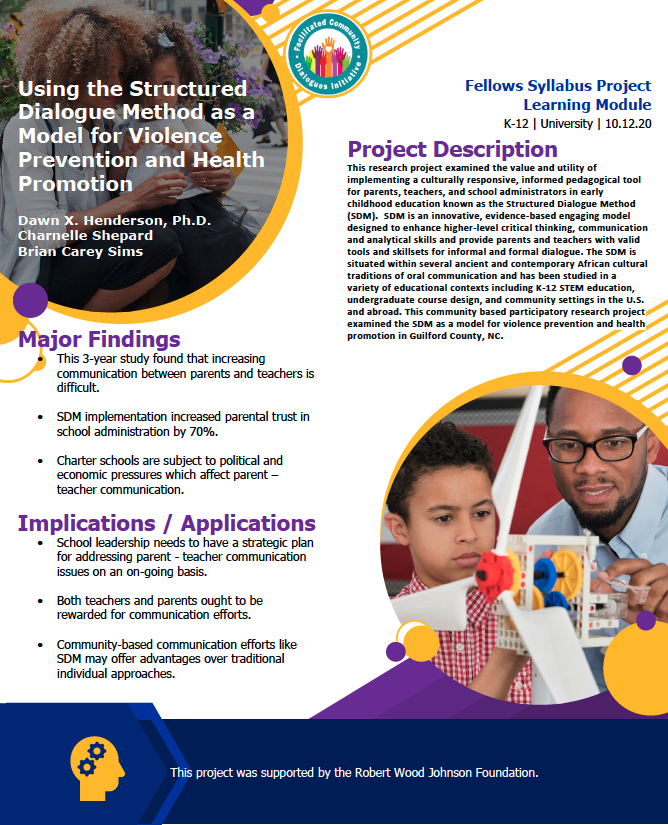 Using the Structured
Dialogue Method as a
Model for Violence
Prevention and Health
Promotion
Dawn X. Henderson, Ph.D.
Charnelle Shepard
Brian Carey Sims
Facilitated Community
Dialogues Initiative
Fellows Syllabus Project
Learning Module
K-12 | University | 10.12.20
Project Description
This research project examined the value and utility of
implementing a culturally responsive, informed pedagogical tool
for parents, teachers, and school administrators in early
childhood education known as the Structured Dialogue Method
(SDM). SDM is an innovative, evidence-based engaging model
designed to enhance higher-level critical thinking, communication
and analytical skills and provide parents and teachers with valid
tools and skillsets for informal and formal dialogue. The SDM is
situated within several ancient and contemporary African cultural
traditions of oral communication and has been studied in a
variety of educational contexts including K-12 STEM education,
undergraduate course design, and community settings in the U.S.
and abroad. This community based participatory research project
examined the SDM as a model for violence prevention and health
promotion in Guilford County, NC.
Major Findings
• This 3-year study found that increasing
communication between parents and teachers is
difficult.
• SDM implementation increased parental trust in
school administration by 70%.
• Charter schools are subject to political and
economic pressures which affect parent –
teacher communication.
Implications / Applications
• School leadership needs to have a strategic plan
for addressing parent - teacher communication
issues on an on-going basis.
• Both teachers and parents ought to be
rewarded for communication efforts.
• Community-based communication efforts like
SDM may offer advantages over traditional
individual approaches.
This project was supported by the Robert Wood Johnson Foundation.